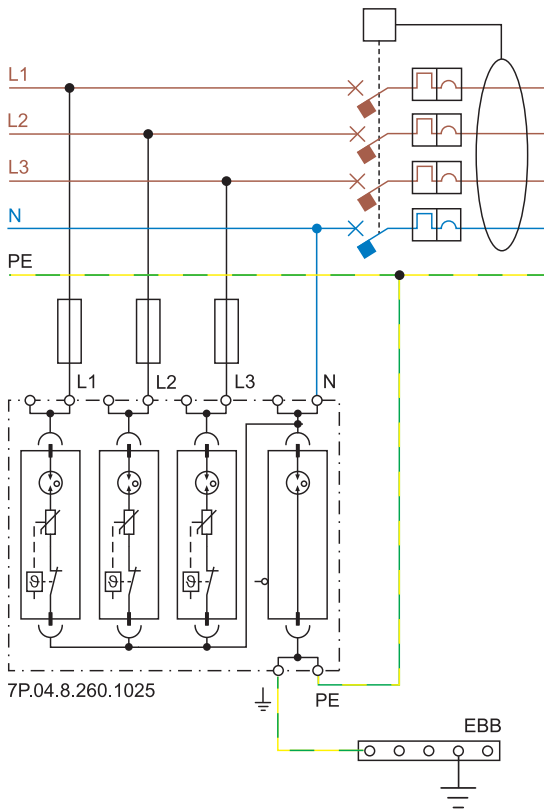 L1
L2
L3
N
PE
L1 L2 L3 N
ϑ ϑ ϑ
7P.04.8.260.1025
PE
EBB